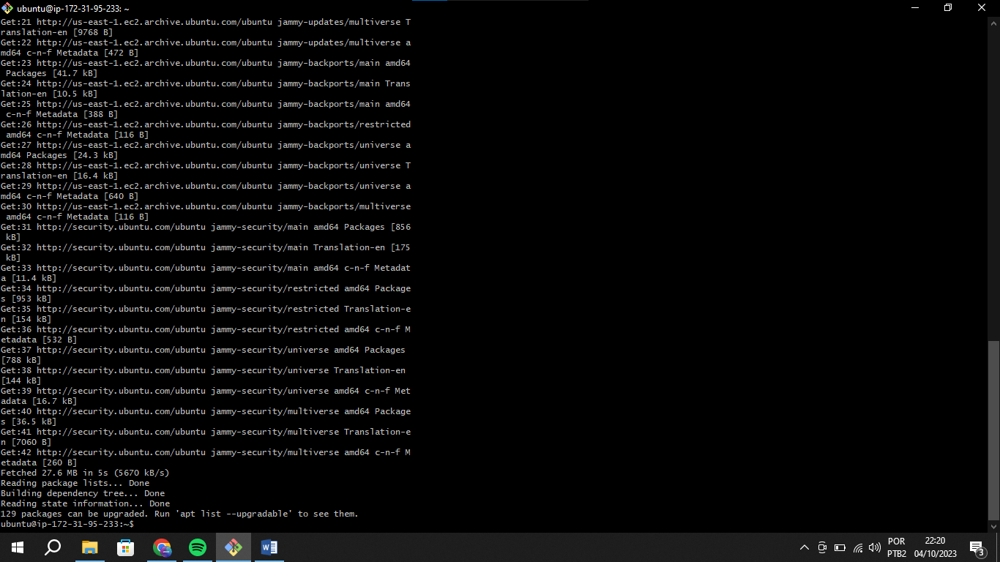 ubuntu@ip-172-31-95-233: ~
Get:21 http://us-east-1.ec2.archive.ubuntu.com/ubuntu jammy-updates/multiverse T
ranslation-en [9768 B]
Get:22 http://us-east-1.ec2.archive.ubuntu.com/ubuntu jammy-updates/multiverse a
md64 c-n-f Metadata [472 B]
Get:23 http://us-east-1.ec2.archive.ubuntu.com/ubuntu jammy-backports/main amd64
 Packages [41.7 kB]
Get:24 http://us-east-1.ec2.archive.ubuntu.com/ubuntu jammy-backports/main Trans
lation-en [10.5 kB]
Get:25 http://us-east-1.ec2.archive.ubuntu.com/ubuntu jammy-backports/main amd64
 c-n-f Metadata [388 B]
Get:26 http://us-east-1.ec2.archive.ubuntu.com/ubuntu jammy-backports/restricted
 amd64 c-n-f Metadata [116 B]
Get:27 http://us-east-1.ec2.archive.ubuntu.com/ubuntu jammy-backports/universe a
md64 Packages [24.3 kB]
Get:28 http://us-east-1.ec2.archive.ubuntu.com/ubuntu jammy-backports/universe T
ranslation-en [16.4 kB]
Get:29 http://us-east-1.ec2.archive.ubuntu.com/ubuntu jammy-backports/universe a
md64 c-n-f Metadata [640 B]
Get:30 http://us-east-1.ec2.archive.ubuntu.com/ubuntu jammy-backports/multiverse
 amd64 c-n-f Metadata [116 B]
Get:31 http://security.ubuntu.com/ubuntu jammy-security/main amd64 Packages [856
 kB]
Get:32 http://security.ubuntu.com/ubuntu jammy-security/main Translation-en [175
 kB]
Get:33 http://security.ubuntu.com/ubuntu jammy-security/main amd64 c-n-f Metadat
a [11.4 kB]
Get:34 http://security.ubuntu.com/ubuntu jammy-security/restricted amd64 Package
s [953 kB]
Get:35 http://security.ubuntu.com/ubuntu jammy-security/restricted Translation-e
n [154 kB]
Get:36 http://security.ubuntu.com/ubuntu jammy-security/restricted amd64 c-n-f M
etadata [532 B]
Get:37 http://security.ubuntu.com/ubuntu jammy-security/universe amd64 Packages
[788 kB]
Get:38 http://security.ubuntu.com/ubuntu jammy-security/universe Translation-en
[144 kB]
Get:39 http://security.ubuntu.com/ubuntu jammy-security/universe amd64 c-n-f Met
adata [16.7 kB]
Get:40 http://security.ubuntu.com/ubuntu jammy-security/multiverse amd64 Package
s [36.5 kB]
Get:41 http://security.ubuntu.com/ubuntu jammy-security/multiverse Translation-e
n [7060 B]
Get:42 http://security.ubuntu.com/ubuntu jammy-security/multiverse amd64 c-n-f M
etadata [260 B]
Fetched 27.6 MB in 5s (5670 kB/s)
Reading package lists... Done
Building dependency tree... Done
Reading state information... Done
129 packages can be upgraded. Run 'apt list --upgradable' to see them.
ubuntu@ip-172-31-95-233:~$
POR 22:20
PTB2 04/10/2023
3